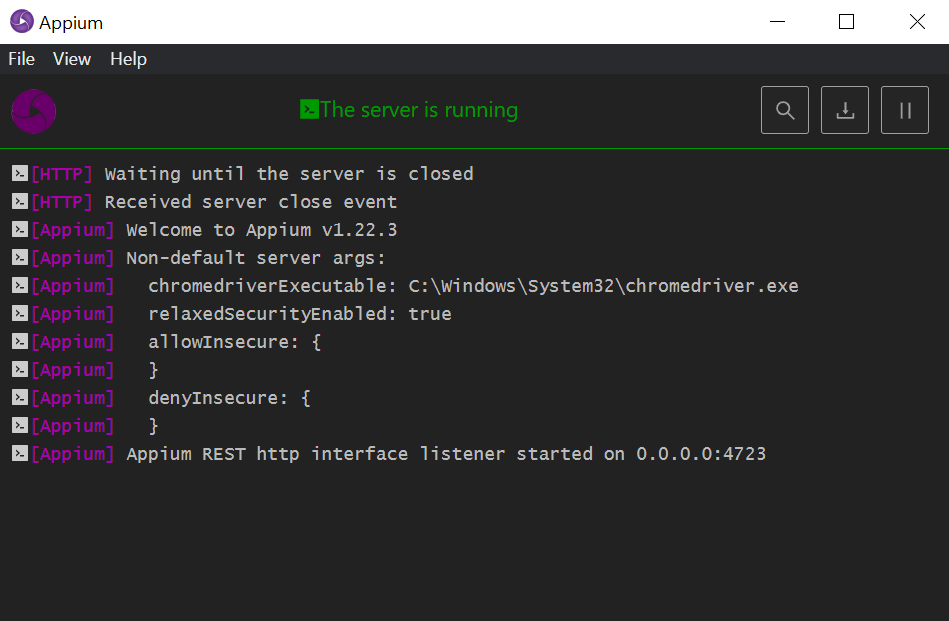 Appium
File View Help
The server is running
[HTTP] Waiting until the server is closed
[HTTP] Received server close event
[Appium] Welcome to Appium v1.22.3
[Appium] Non-default server args:
[Appium]   chromedriverExecutable: C:\Windows\System32\chromedriver.exe
[Appium]   relaxedSecurityEnabled: true
[Appium]   allowInsecure: {
[Appium]   }
[Appium]   denyInsecure: {
[Appium]   }
[Appium] Appium REST http interface listener started on 0.0.0.0:4723